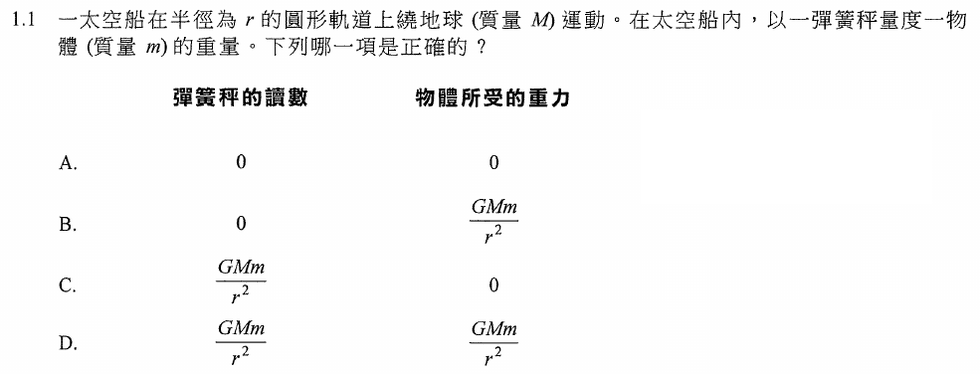 1.1 一太空船在半徑為 r 的圓形軌道上繞地球 (質量 M) 運動。在太空船內，以一彈簧秤量度一物
體 (質量 m) 的重量。下列哪一項是正確的？
彈簧秤的讀數 物體所受的重力
A. 0 0
B. 0 GMm/r²
C. GMm/r² 0
D. GMm/r² GMm/r²